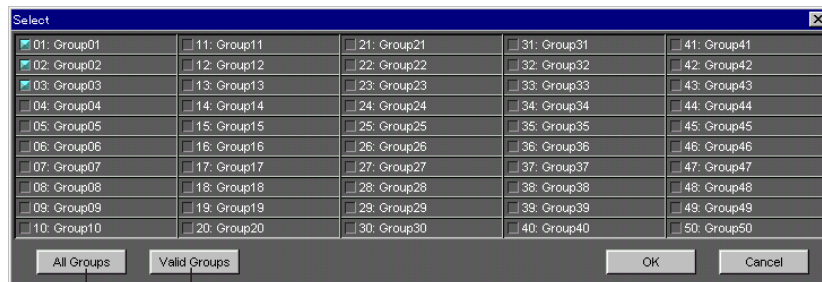 Select
01: Group01 11: Group11 21: Group21 31: Group31 41: Group41
02: Group02 12: Group12 22: Group22 32: Group32 42: Group42
03: Group03 13: Group13 23: Group23 33: Group33 43: Group43
04: Group04 14: Group14 24: Group24 34: Group34 44: Group44
05: Group05 15: Group15 25: Group25 35: Group35 45: Group45
06: Group06 16: Group16 26: Group26 36: Group36 46: Group46
07: Group07 17: Group17 27: Group27 37: Group37 47: Group47
08: Group08 18: Group18 28: Group28 38: Group38 48: Group48
09: Group09 19: Group19 29: Group29 39: Group39 49: Group49
10: Group10 20: Group20 30: Group30 40: Group40 50: Group50
All Groups Valid Groups OK Cancel